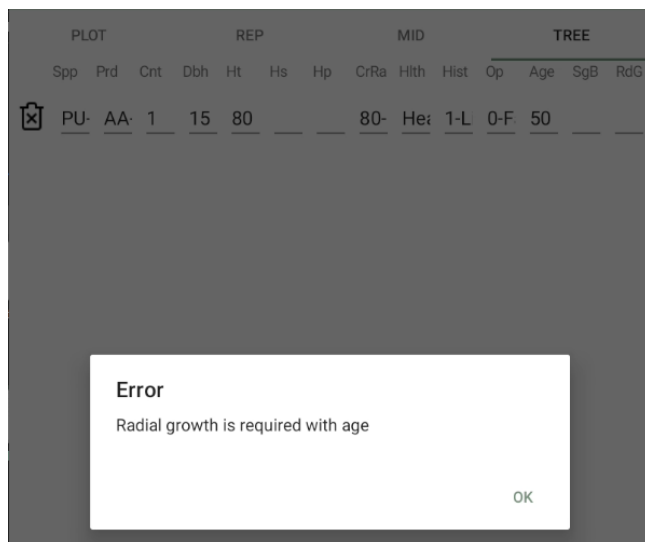 PLOT REP MID TREE
Spp Prd Cnt Dbh Ht Hs Hp CrRa Hlth Hist Op Age SgB RdG
PU- AA- 1 15 80 80- Hea 1-L 0-F 50
Error
Radial growth is required with age
OK